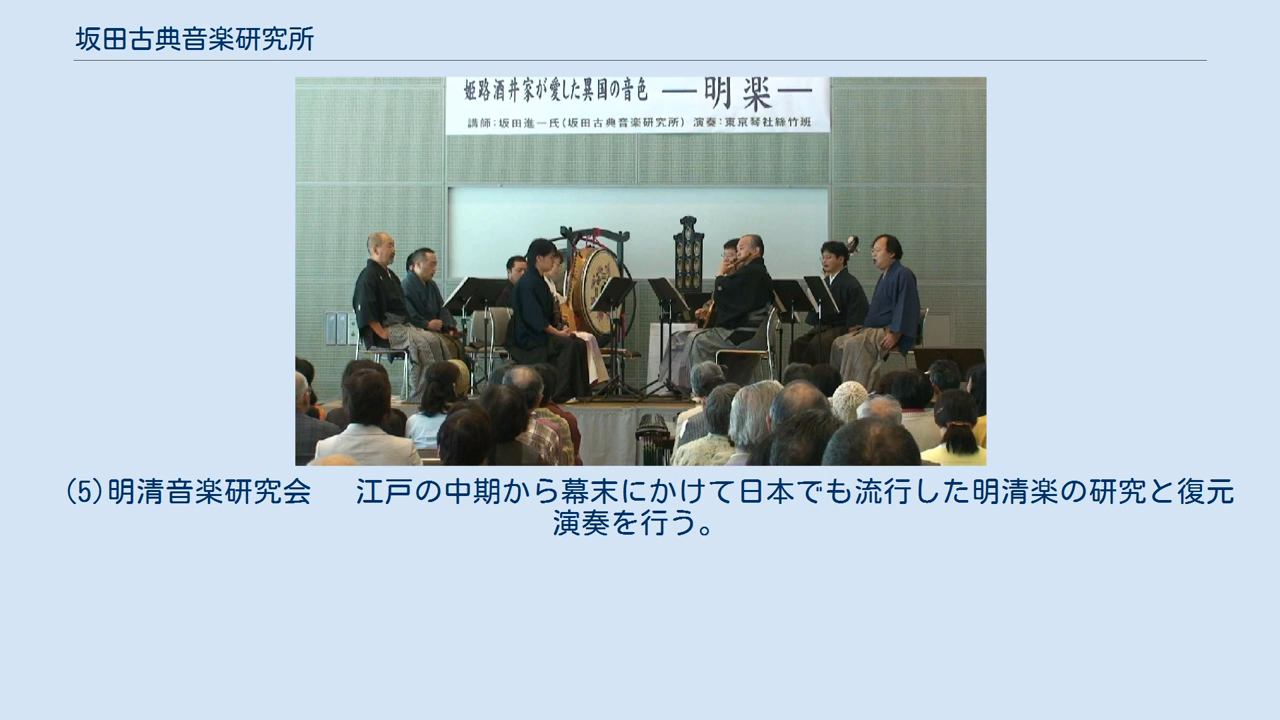 坂田古典音楽研究所
姫路酒井家が愛した異国の音色 ―明楽―
講師:坂田進一氏(坂田古典音楽研究所) 演奏:東京琴社絲竹班
(5)明清音楽研究会 江戸の中期から幕末にかけて日本でも流行した明清楽の研究と復元
演奏を行う。